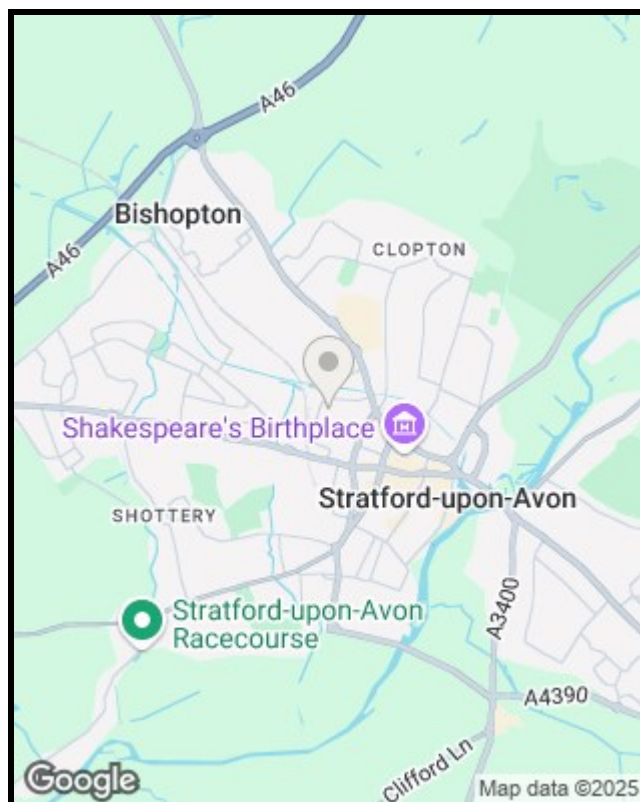 A46
Bishopton
CLOPTON
A46
Shakespeare's Birthplace
Stratford-upon-Avon
SHOTTERY
Stratford-upon-Avon
Racecourse
A3400
A4390
Clifford Ln
Google
Map data ©2025